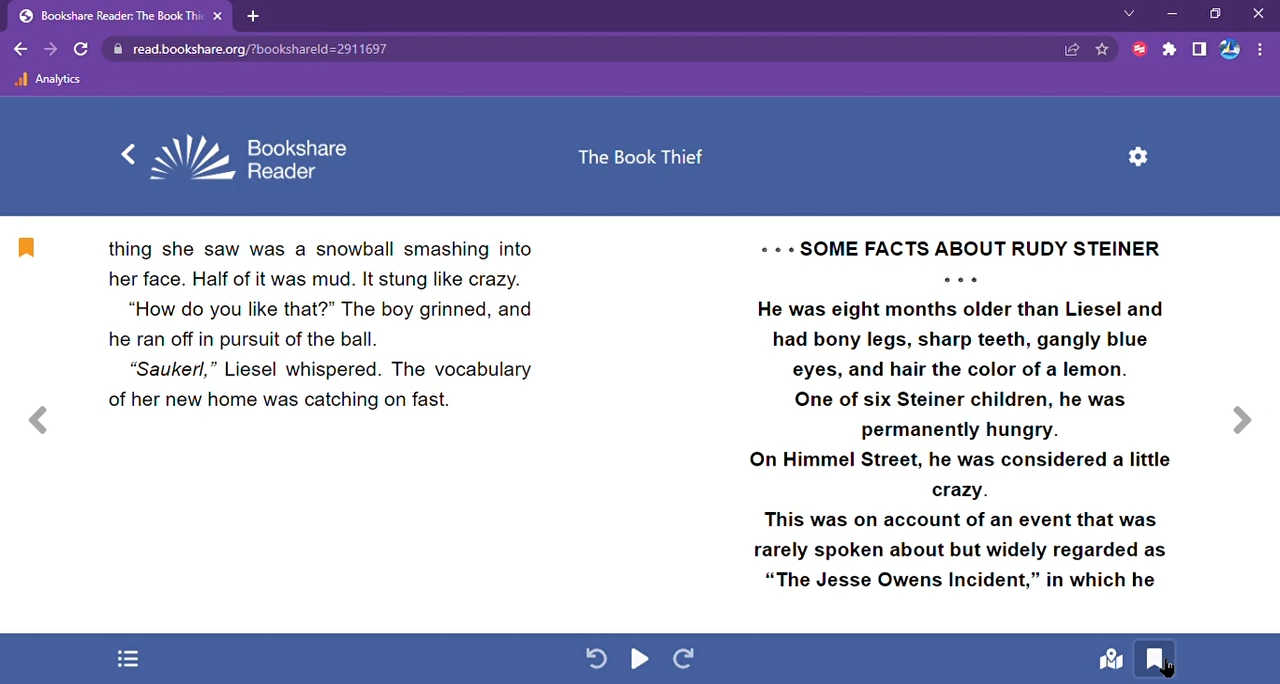 Bookshare Reader: The Book Thie
read.bookshare.org/?bookshareId=2911697
Analytics
Bookshare
Reader
The Book Thief
thing she saw was a snowball smashing into
her face. Half of it was mud. It stung like crazy.
“How do you like that?” The boy grinned, and
he ran off in pursuit of the ball.
“Saukerl,” Liesel whispered. The vocabulary
of her new home was catching on fast.
• • • SOME FACTS ABOUT RUDY STEINER
• • •
He was eight months older than Liesel and
had bony legs, sharp teeth, gangly blue
eyes, and hair the color of a lemon.
One of six Steiner children, he was
permanently hungry.
On Himmel Street, he was considered a little
crazy.
This was on account of an event that was
rarely spoken about but widely regarded as
“The Jesse Owens Incident,” in which he